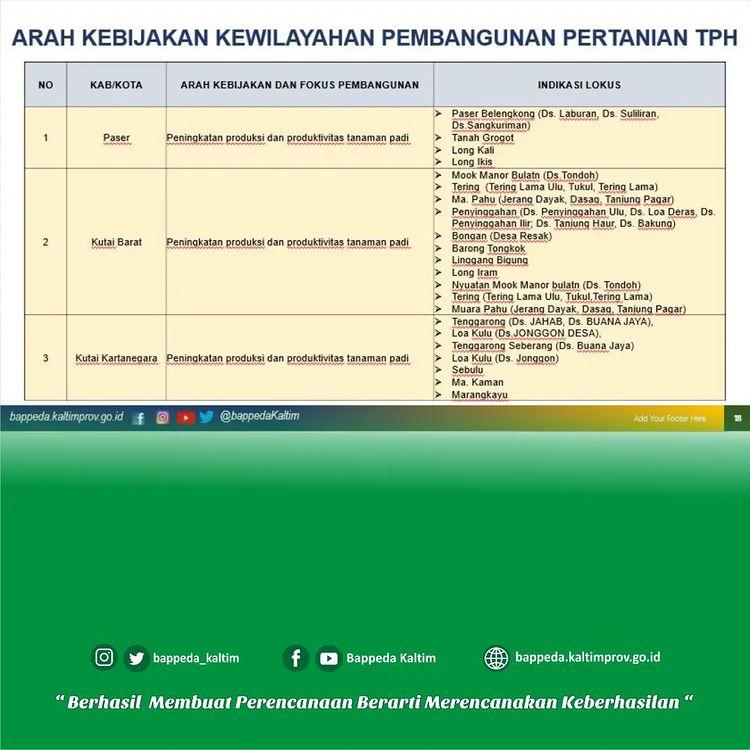 ARAH KEBIJAKAN KEWILAYAHAN PEMBANGUNAN PERTANIAN TPH
NO KAB/KOTA ARAH KEBIJAKAN DAN FOKUS PEMBANGUNAN INDIKASI LOKUS
1 Paser Peningkatan produksi dan produktivitas tanaman padi
➢ Paser Belengkong (Ds. Laburan, Ds. Suliliran,
Ds.Sangkuriman)
➢ Tanah Grogot
➢ Long Kali
➢ Long Ikis
2 Kutai Barat Peningkatan produksi dan produktivitas tanaman padi
➢ Mook Manor Bulatn (Ds.Tondoh)
➢ Tering (Tering Lama Ulu, Tukul, Tering Lama)
➢ Ma. Pahu (Jerang Dayak, Dasaq, Tanjung Pagar)
➢ Penyinggahan (Ds. Penyinggahan Ulu, Ds. Loa Deras, Ds.
Penyinggahan Ilir; Ds. Tanjung Haur, Ds. Bakung)
➢ Bongan (Desa Resak)
➢ Barong Tongkok
➢ Linggang Bigung
➢ Long Iram
➢ Nyuatan Mook Manor bulatn (Ds. Tondoh)
➢ Tering (Tering Lama Ulu, Tukul,Tering Lama)
➢ Muara Pahu (Jerang Dayak, Dasaq, Tanjung Pagar)
3 Kutai Kartanegara Peningkatan produksi dan produktivitas tanaman padi
➢ Tenggarong (Ds. JAHAB, Ds. BUANA JAYA),
➢ Loa Kulu (Ds.JONGGON DESA),
➢ Tenggarong Seberang (Ds. Buana Jaya)
➢ Loa Kulu (Ds. Jonggon)
➢ Sebulu
➢ Ma. Kaman
➢ Marangkayu
bappeda.kaltimprov.go.id @bappedaKaltim Add Your Footer Here 18
bappeda_kaltim Bappeda Kaltim bappeda.kaltimprov.go.id
“ Berhasil Membuat Perencanaan Berarti Merencanakan Keberhasilan “